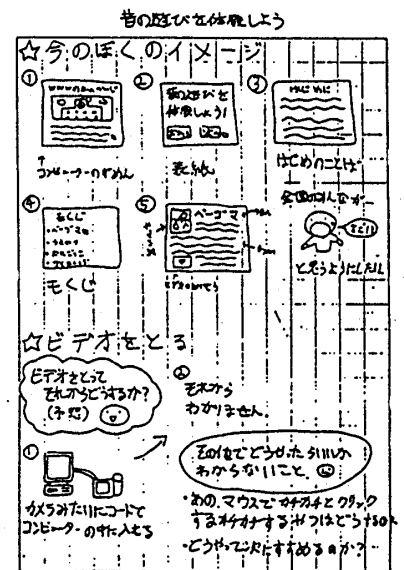 昔の遊びを体験しよう
☆今のぼくのイメージ
①
②
昔の遊びを
体験しよう!
③
はじめに
↑
コンピューターのがめん
表紙
はじめのことば
④
もくじ
・ベーゴマ
もくじ
⑤
ベーゴマ
全国のみんなが
と思うようにしたい
☆ビデオをとる
ビデオをとって
それからどうするか?
(予想)
①
カメラみたいにコードで
コンピューターの中に入れる
②
それから
わかりません。
その他でどうやったらいいか
わからないこと。
・あの、マウスでカチカチとクリック
するやつはどうするの
・どうやって次にすすめるのか?